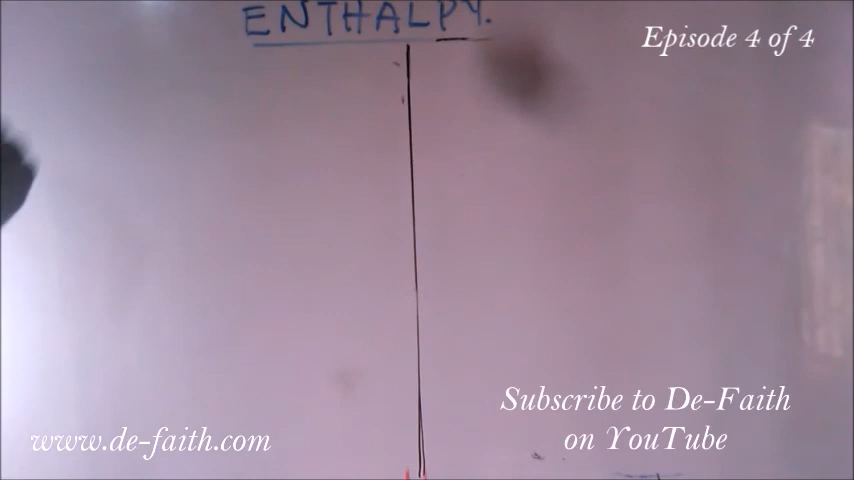 ENTHALPY.
Episode 4 of 4
Subscribe to De-Faith
on YouTube
www.de-faith.com